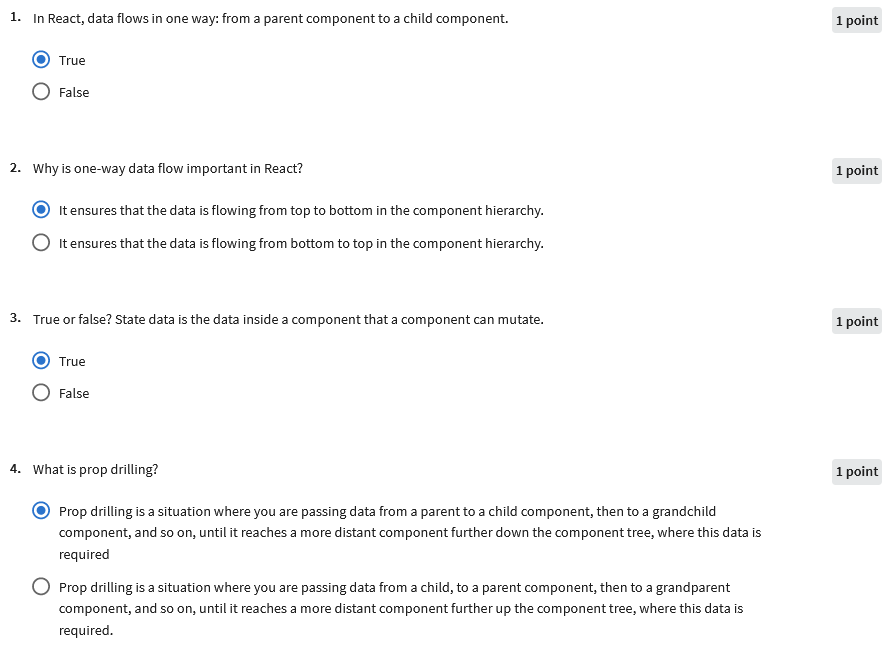 1. In React, data flows in one way: from a parent component to a child component.
1 point
True
False
2. Why is one-way data flow important in React?
1 point
It ensures that the data is flowing from top to bottom in the component hierarchy.
It ensures that the data is flowing from bottom to top in the component hierarchy.
3. True or false? State data is the data inside a component that a component can mutate.
1 point
True
False
4. What is prop drilling?
1 point
Prop drilling is a situation where you are passing data from a parent to a child component, then to a grandchild
component, and so on, until it reaches a more distant component further down the component tree, where this data is
required
Prop drilling is a situation where you are passing data from a child, to a parent component, then to a grandparent
component, and so on, until it reaches a more distant component further up the component tree, where this data is
required.